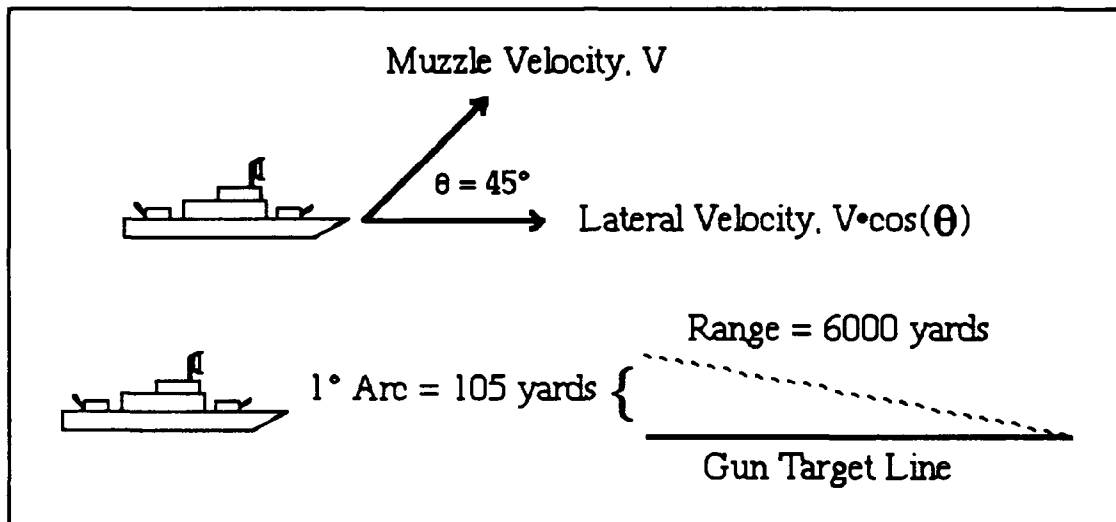 Muzzle Velocity, V
θ = 45°
Lateral Velocity, V•cos(θ)
Range = 6000 yards
1° Arc = 105 yards {
Gun Target Line